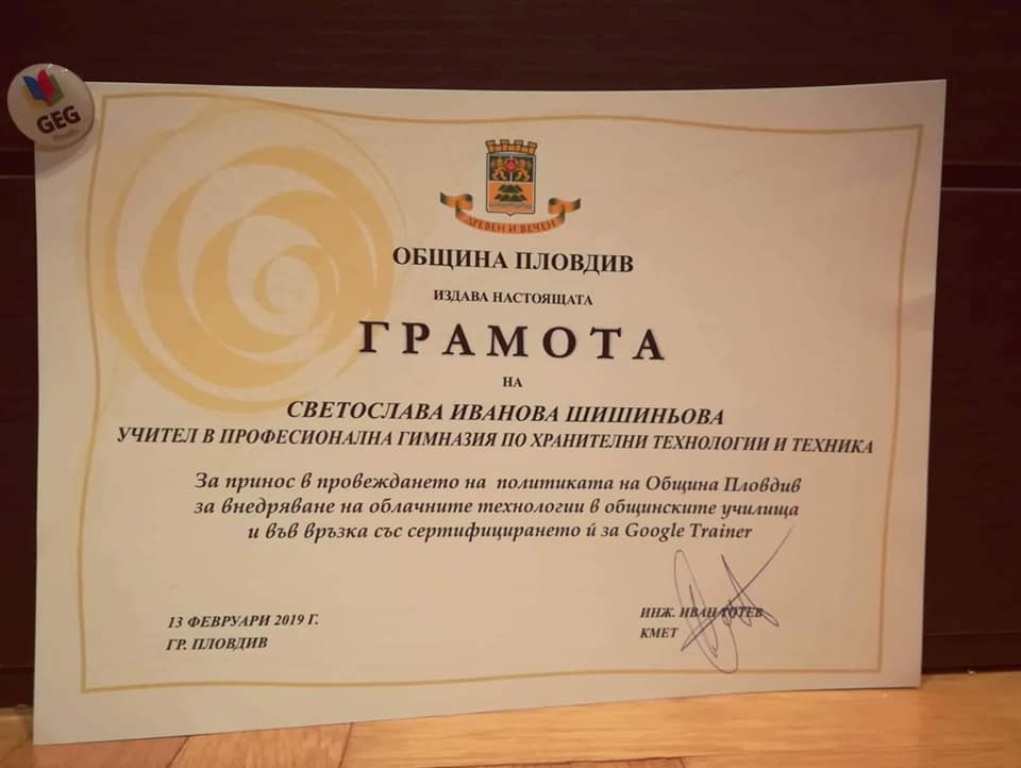 GEG
ДРЕВЕН И ВЕЧЕН
ОБЩИНА ПЛОВДИВ
ИЗДАВА НАСТОЯЩАТА
ГРАМОТА
НА
СВЕТОСЛАВА ИВАНОВА ШИШИНЬОВА
УЧИТЕЛ В ПРОФЕСИОНАЛНА ГИМНАЗИЯ ПО ХРАНИТЕЛНИ ТЕХНОЛОГИИ И ТЕХНИКА
За принос в провеждането на политиката на Община Пловдив
за внедряване на облачните технологии в общинските училища
и във връзка със сертифицирането ѝ за Google Trainer
13 ФЕВРУАРИ 2019 Г.
ГР. ПЛОВДИВ
ИНЖ. ИВАН ТОТЕВ
КМЕТ